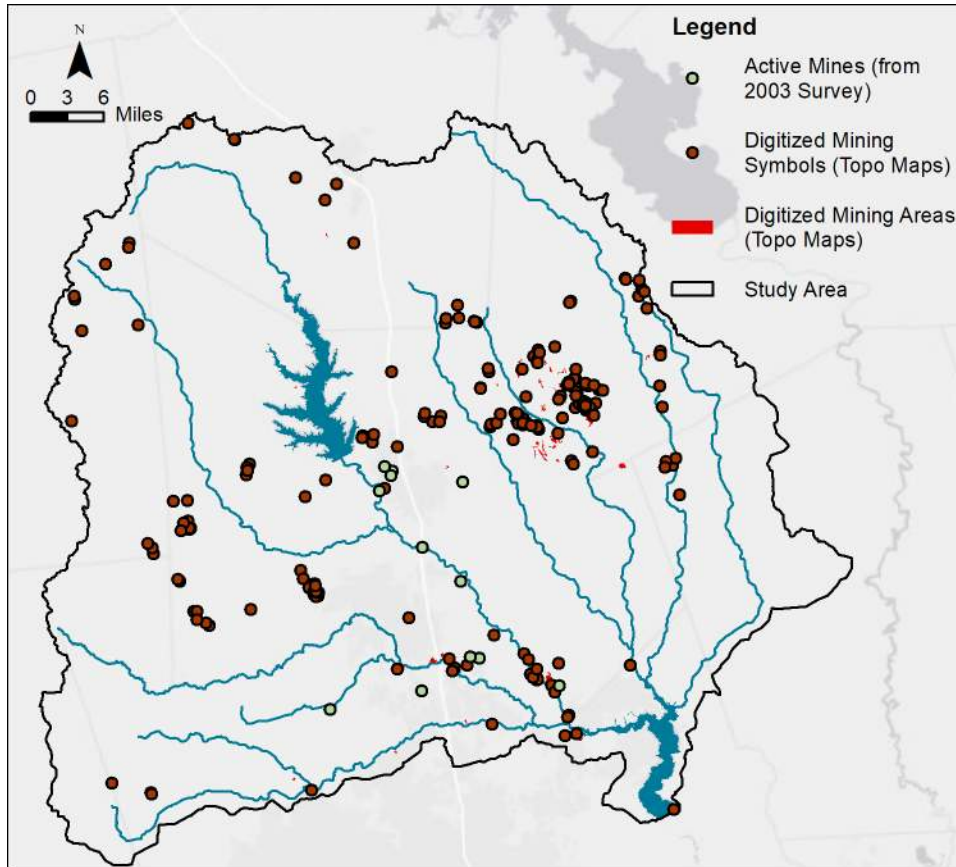 N
0 3 6
Miles
Legend
Active Mines (from
2003 Survey)
Digitized Mining
Symbols (Topo Maps)
Digitized Mining Areas
(Topo Maps)
Study Area